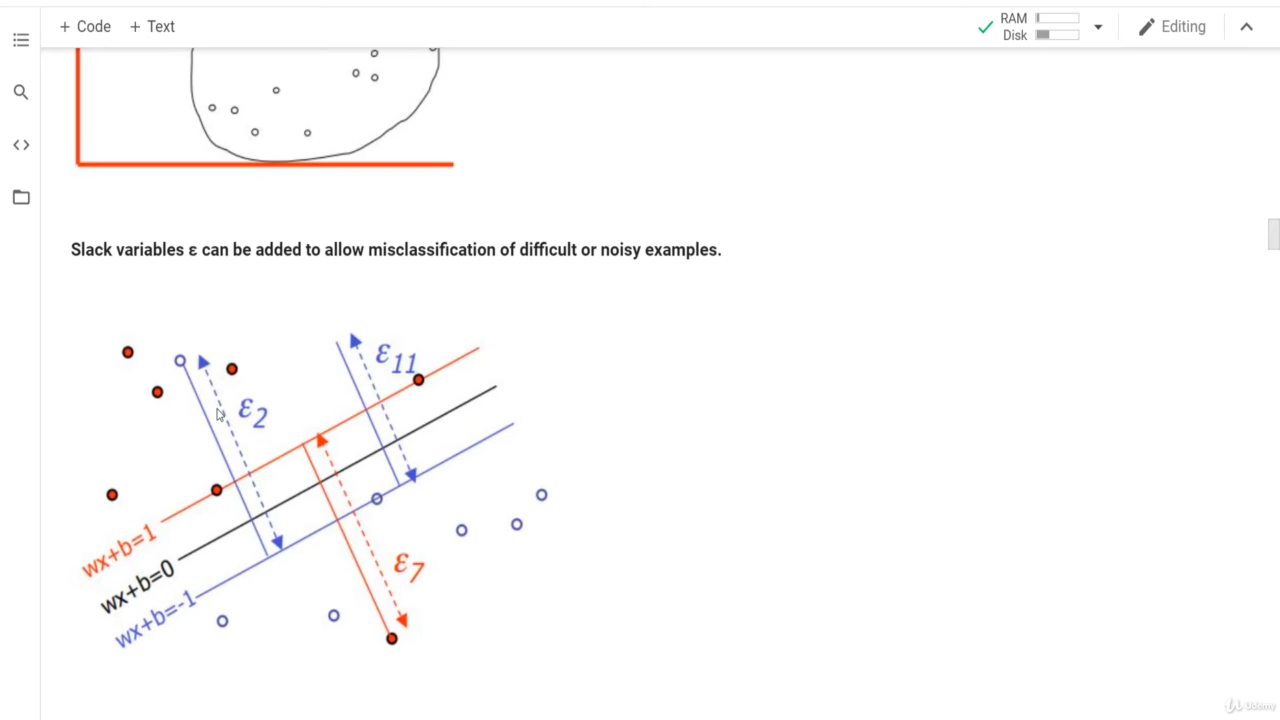 + Code + Text
RAM
Disk
Editing
Slack variables ε can be added to allow misclassification of difficult or noisy examples.
ε11
ε2
wx+b=1
ε7
wx+b=0
wx+b=-1
Udemy